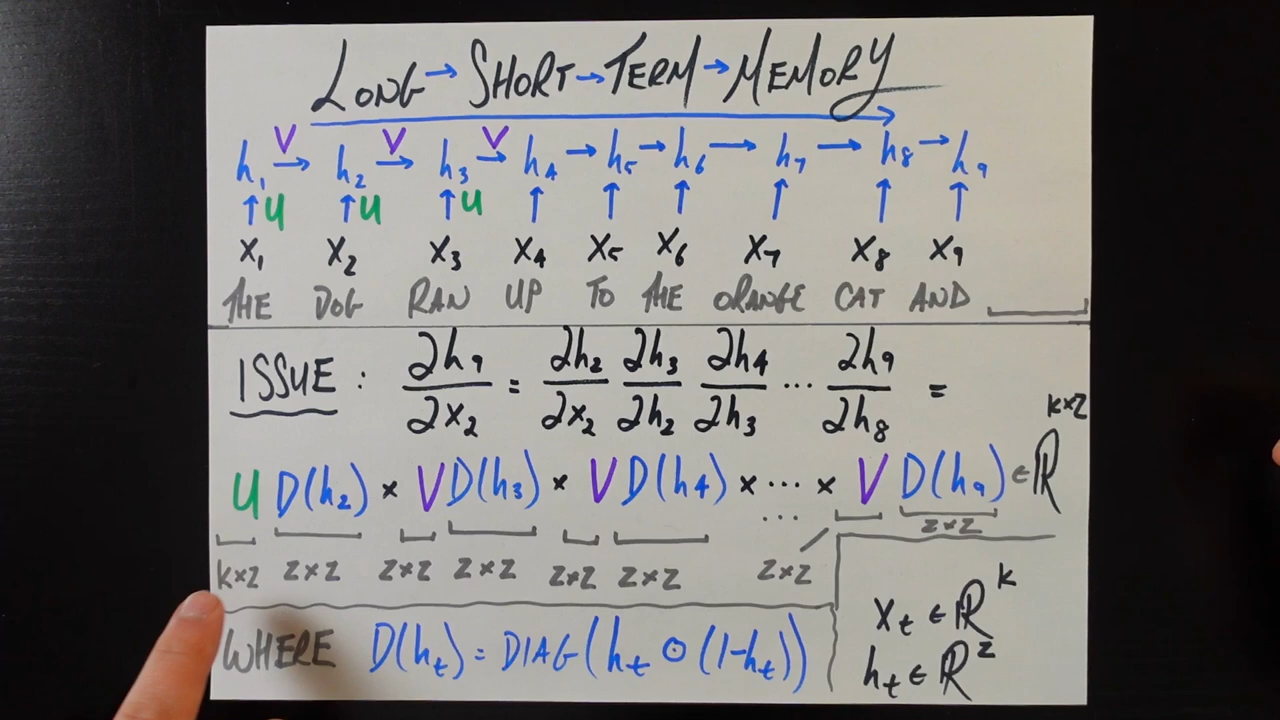 LONG → SHORT → TERM → MEMORY
V V V
h₁ → h₂ → h₃ → h₄ → h₅ → h₆ → h₇ → h₈ → h₉
↑U ↑U ↑U ↑ ↑ ↑ ↑ ↑ ↑
X₁ X₂ X₃ X₄ X₅ X₆ X₇ X₈ X₉
THE DOG RAN UP TO THE ORANGE CAT AND ____
ISSUE : ∂h₉/∂x₂ = ∂h₂/∂x₂ ∂h₃/∂h₂ ∂h₄/∂h₃ ... ∂h₉/∂h₈ =
U D(h₂) × V D(h₃) × V D(h₄) × ... × V D(h₉) ∈ ℝ^(k×z)
k×z z×z z×z z×z z×z z×z ... z×z z×z
WHERE D(hₜ) = DIAG(hₜ ⊙ (1-hₜ))
xₜ ∈ ℝ^k
hₜ ∈ ℝ^z